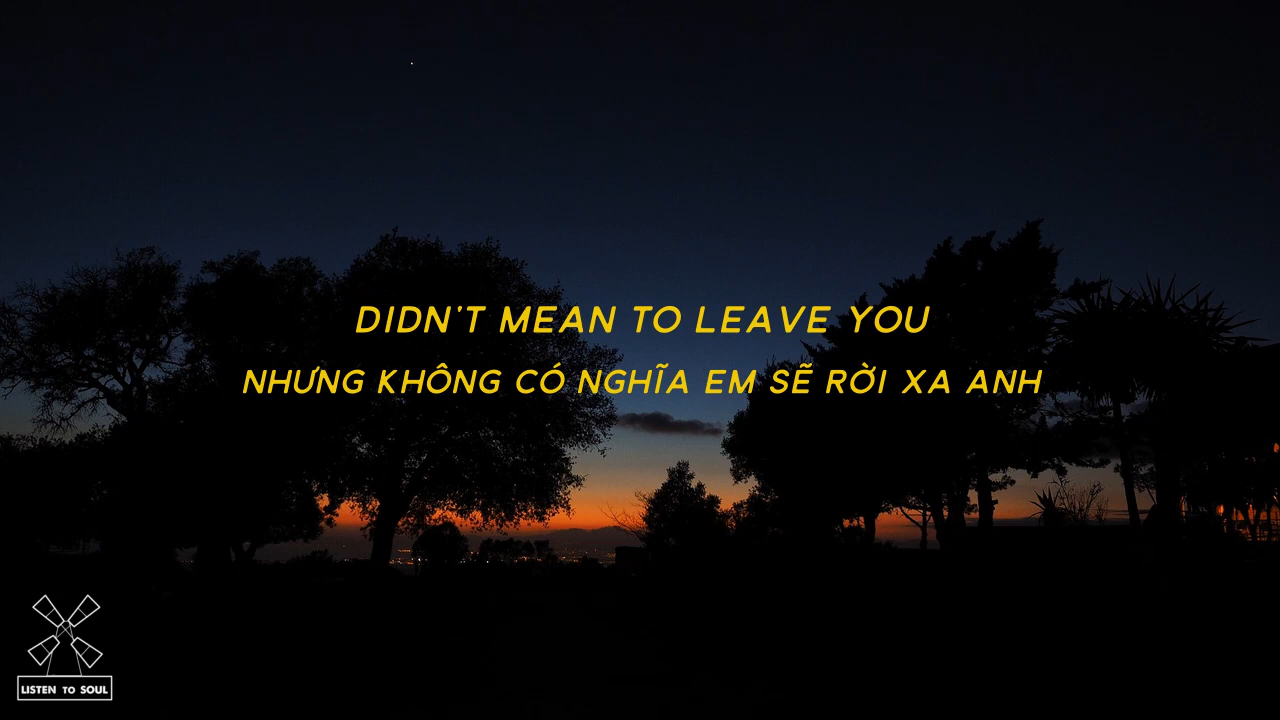 DIDN'T MEAN TO LEAVE YOU
NHƯNG KHÔNG CÓ NGHĨA EM SẼ RỜI XA ANH
LISTEN TO SOUL